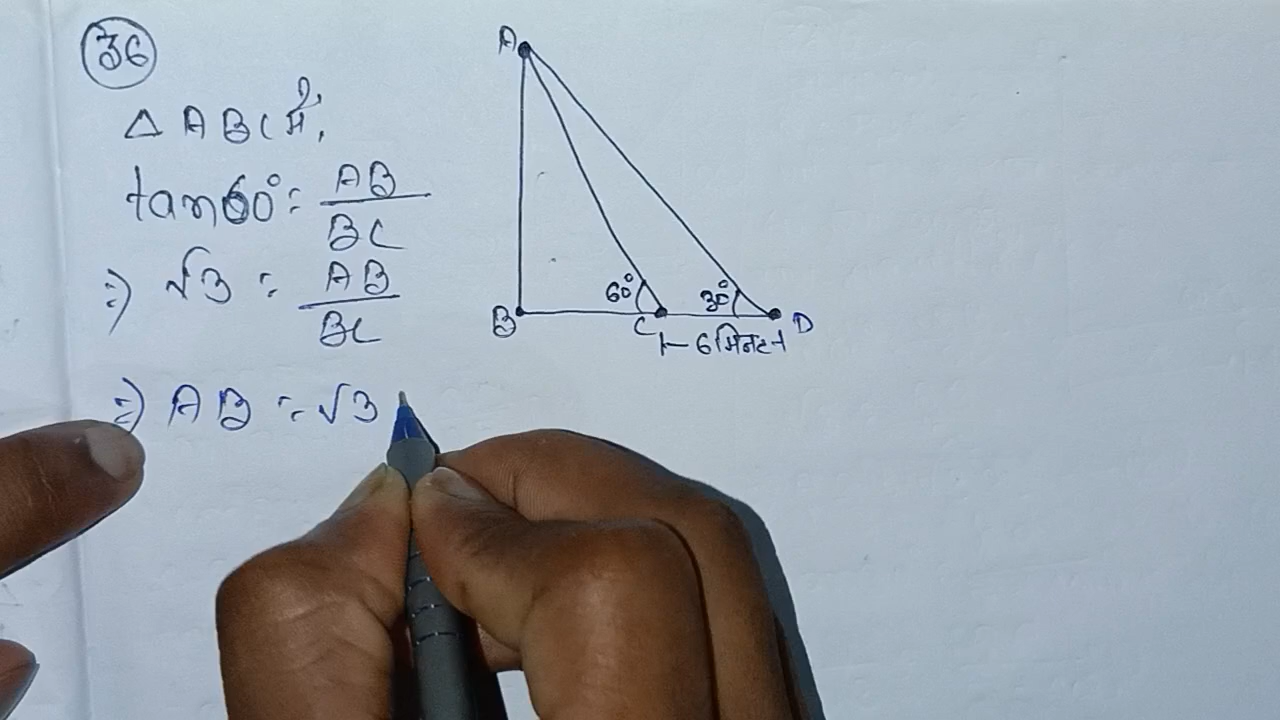 36
Δ ABC में,
tan60° = AB/BC
⇒ √3 = AB/BC
⇒ AB = √3
A
60° 30°
B C D
6 मिनट